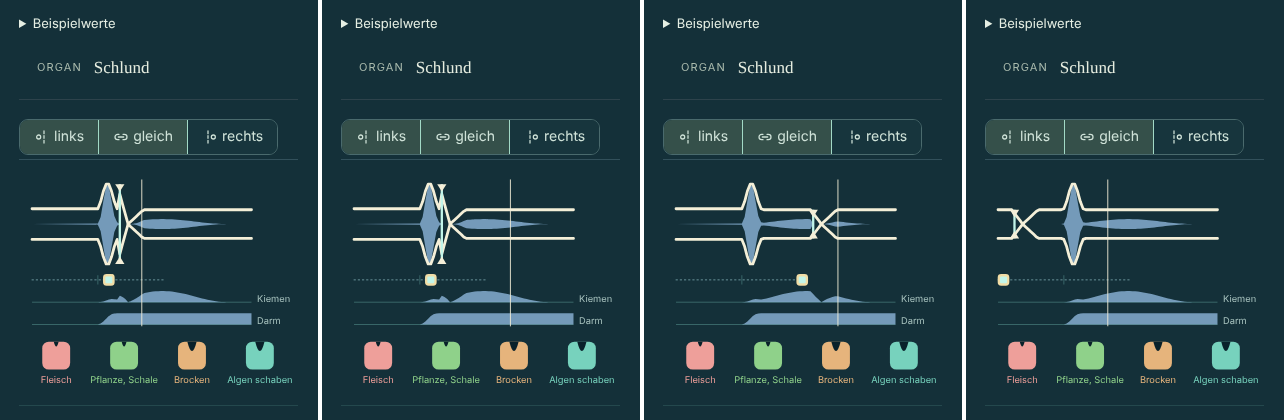 Beispielwerte
ORGAN Schlund
links gleich rechts
Kiemen
Darm
Fleisch Pflanze, Schale Brocken Algen schaben
Beispielwerte
ORGAN Schlund
links gleich rechts
Kiemen
Darm
Fleisch Pflanze, Schale Brocken Algen schaben
Beispielwerte
ORGAN Schlund
links gleich rechts
Kiemen
Darm
Fleisch Pflanze, Schale Brocken Algen schaben
Beispielwerte
ORGAN Schlund
links gleich rechts
Kiemen
Darm
Fleisch Pflanze, Schale Brocken Algen schaben